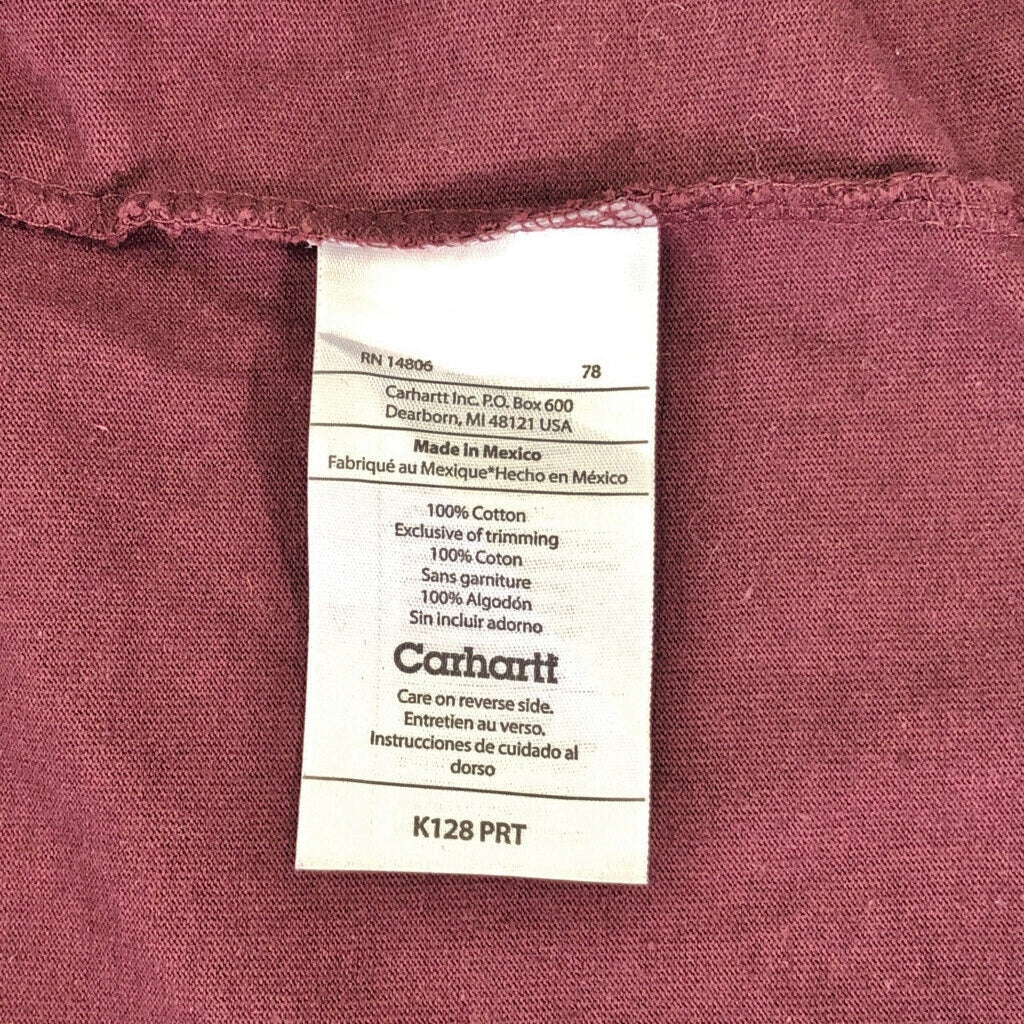 RN 14806 78
Carhartt Inc. P.O. Box 600
Dearborn, MI 48121 USA
Made in Mexico
Fabriqué au Mexique*Hecho en México
100% Cotton
Exclusive of trimming
100% Coton
Sans garniture
100% Algodón
Sin incluir adorno
Carhartt
Care on reverse side.
Entretien au verso.
Instrucciones de cuidado al
dorso
K128 PRT